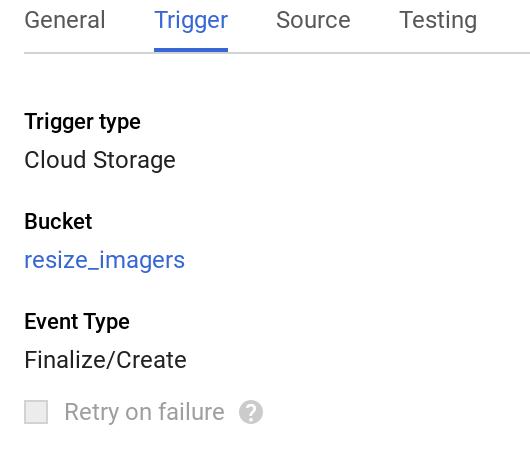 General Trigger Source Testing
Trigger type
Cloud Storage
Bucket
resize_imagers
Event Type
Finalize/Create
Retry on failure ?